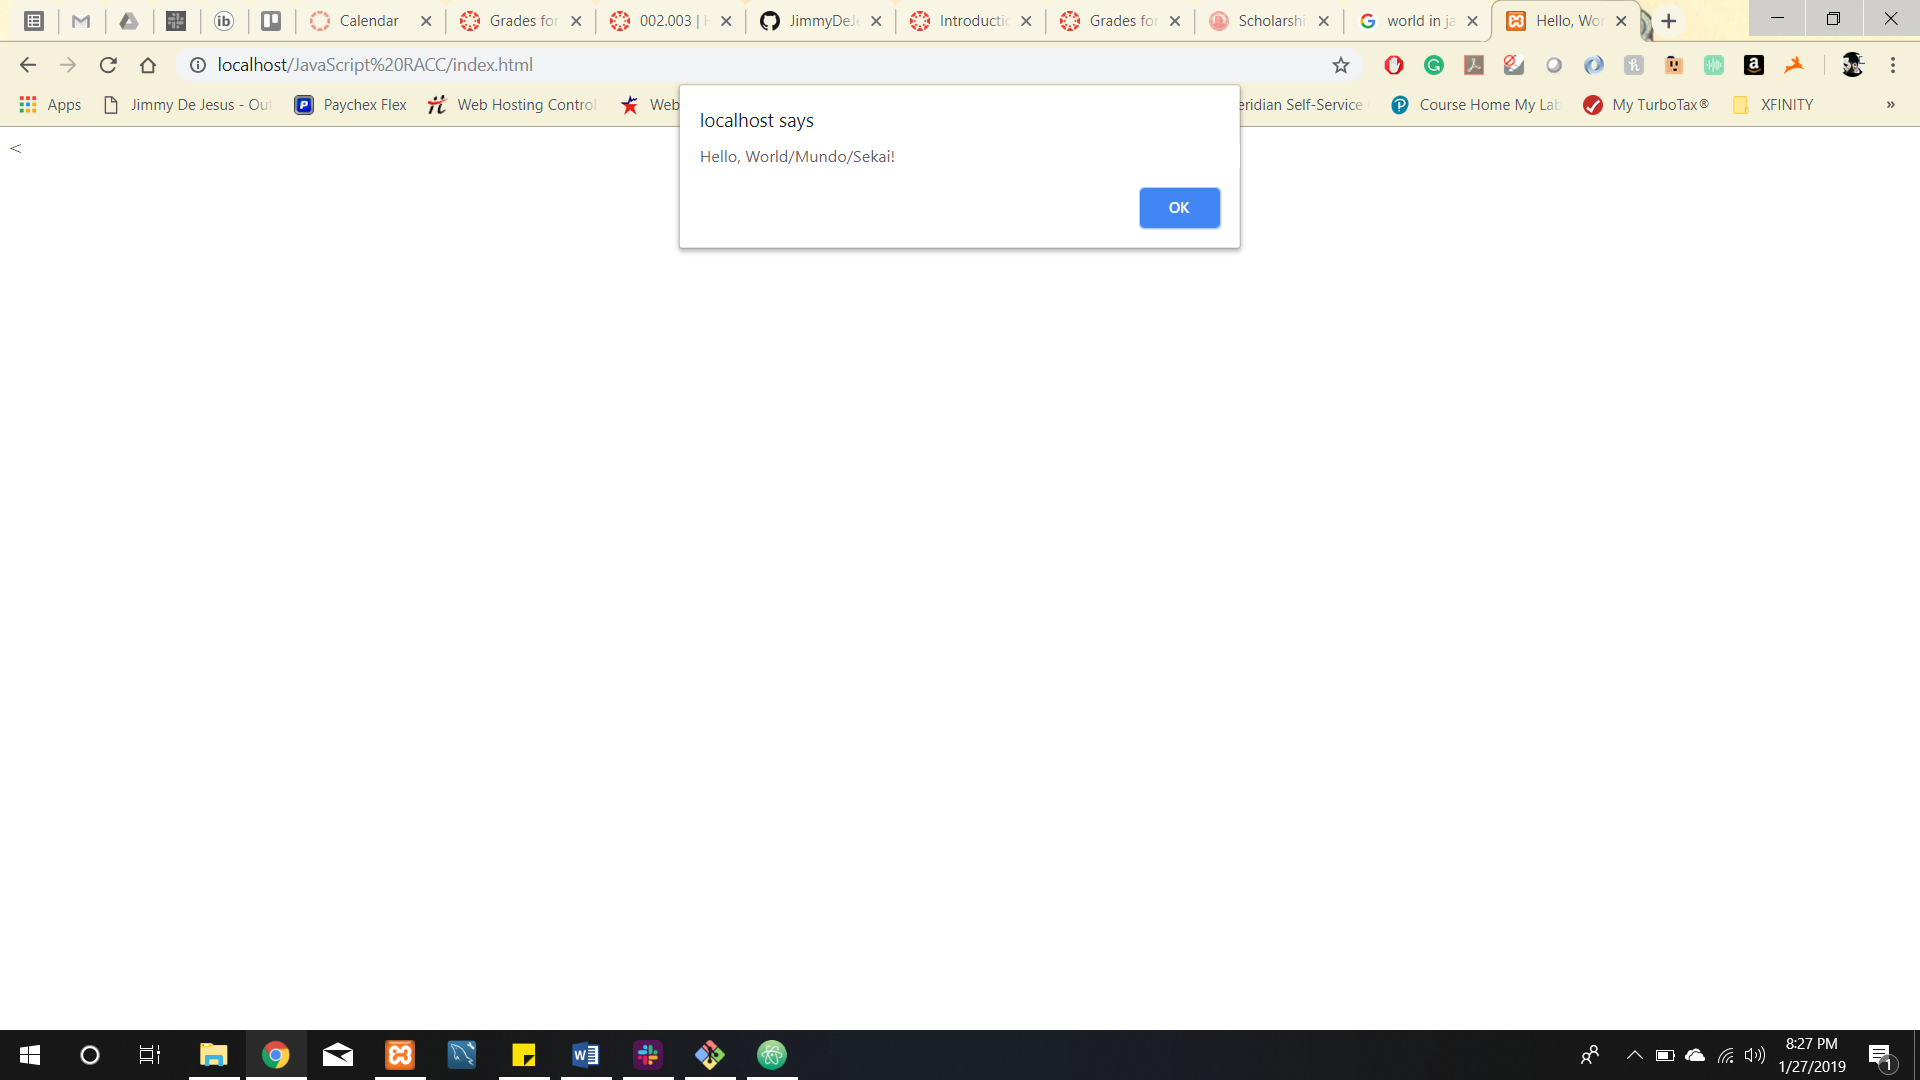 Calendar Grades for 002.003 | JimmyDeJe Introductio Grades for Scholarshi world in ja Hello, Wor
localhost/JavaScript%20RACC/index.html
Apps Jimmy De Jesus - Out Paychex Flex Web Hosting Control Web eridian Self-Service Course Home My Lab My TurboTax® XFINITY »
localhost says
Hello, World/Mundo/Sekai!
OK
<
8:27 PM
1/27/2019
1